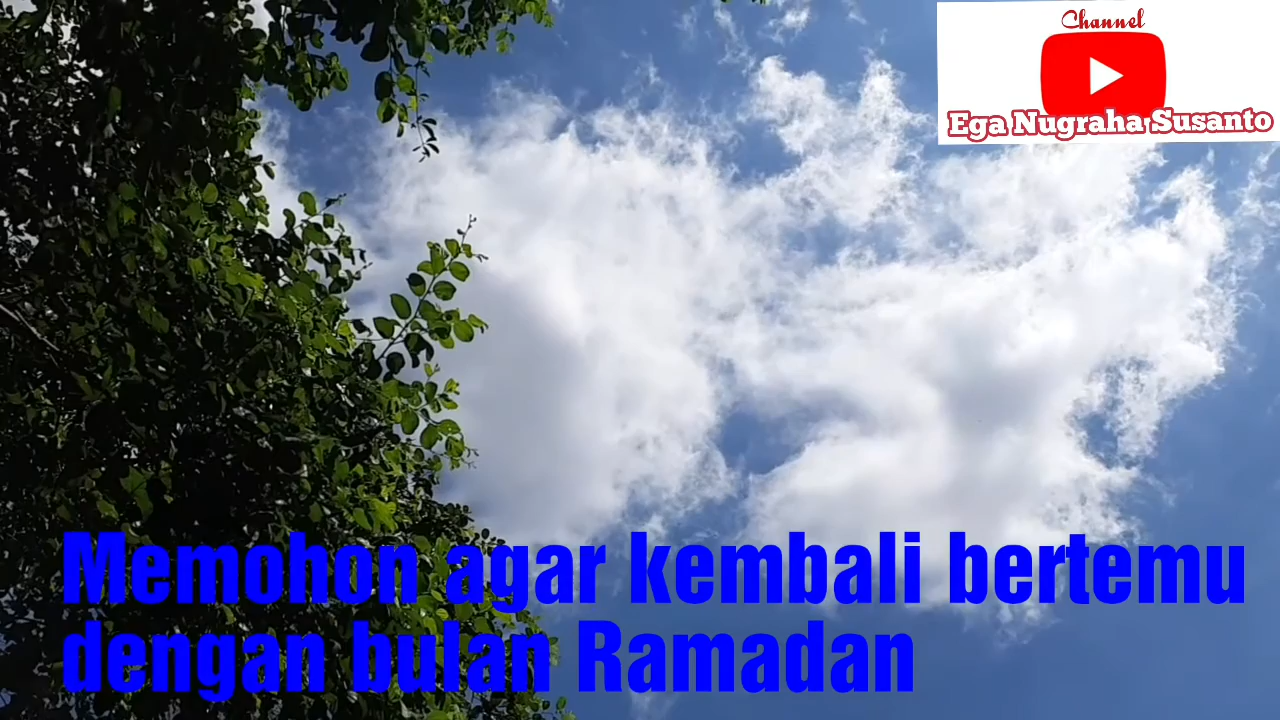 Channel
Ega Nugraha Susanto
Memohon agar kembali bertemu
dengan bulan Ramadan